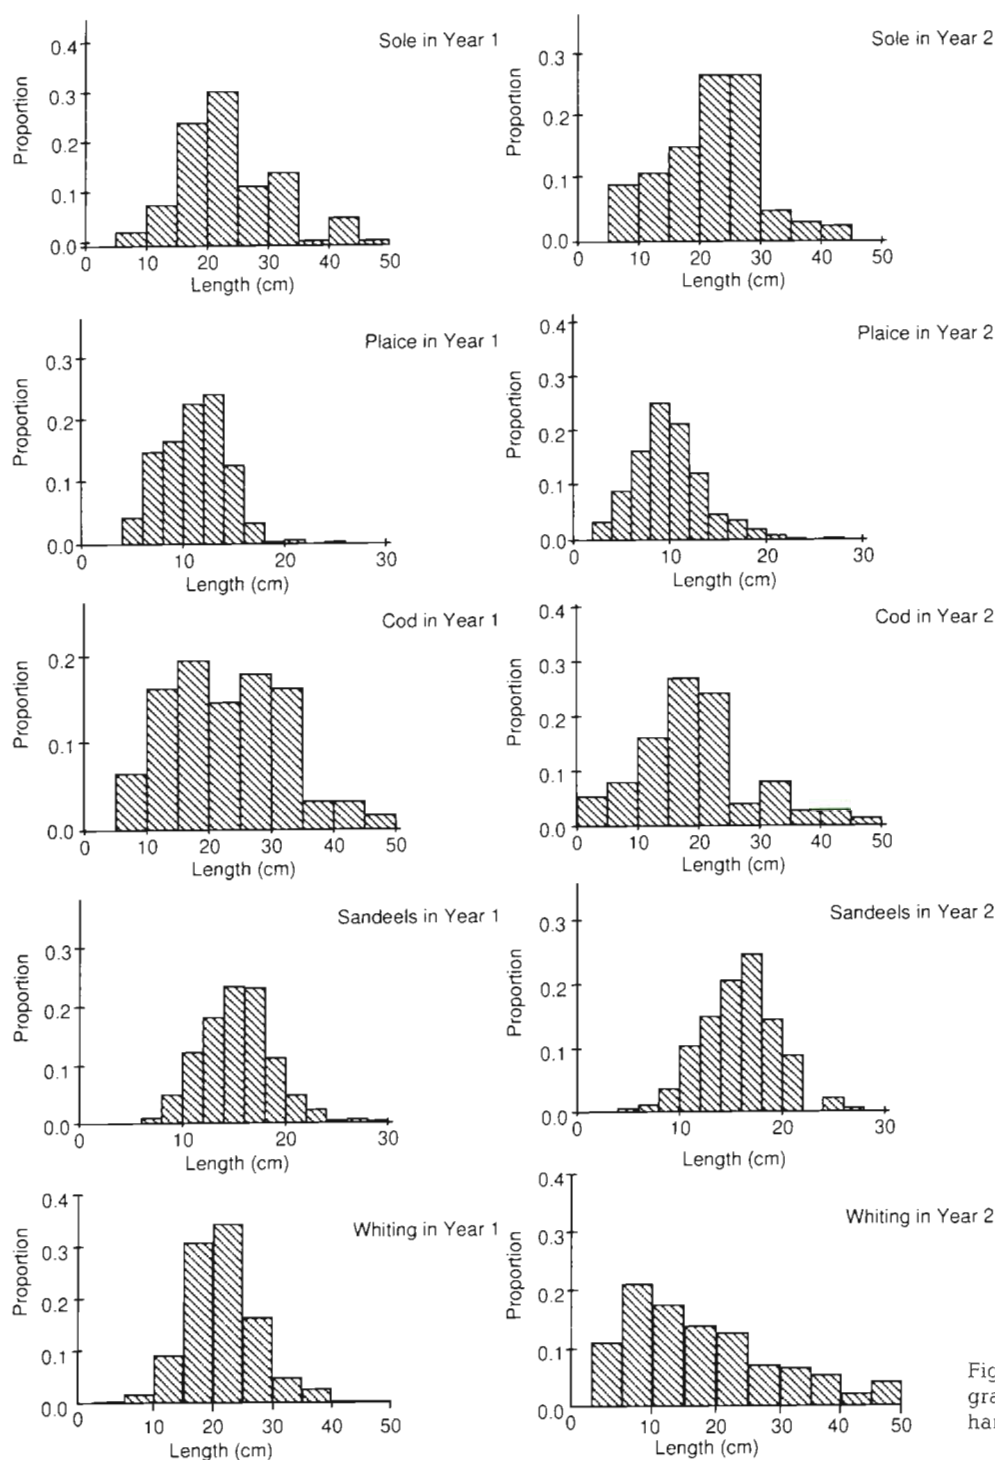 Sole in Year 1
Proportion
0.4
0.3
0.2
0.1
0.0
0 10 20 30 40 50
Length (cm)
Sole in Year 2
Proportion
0.3
0.2
0.1
0.0
0 10 20 30 40 50
Length (cm)
Plaice in Year 1
Proportion
0.3
0.2
0.1
0.0
0 10 20 30
Length (cm)
Plaice in Year 2
Proportion
0.4
0.3
0.2
0.1
0.0
0 10 20 30
Length (cm)
Cod in Year 1
Proportion
0.2
0.1
0.0
0 10 20 30 40 50
Length (cm)
Cod in Year 2
Proportion
0.4
0.3
0.2
0.1
0.0
0 10 20 30 40 50
Length (cm)
Sandeels in Year 1
Proportion
0.3
0.2
0.1
0.0
0 10 20 30
Length (cm)
Sandeels in Year 2
Proportion
0.3
0.2
0.1
0.0
0 10 20 30
Length (cm)
Whiting in Year 1
Proportion
0.4
0.3
0.2
0.1
0.0
0 10 20 30 40 50
Length (cm)
Whiting in Year 2
Proportion
0.4
0.3
0.2
0.1
0.0
0 10 20 30 40 50
Length (cm)
Fig
gra
har